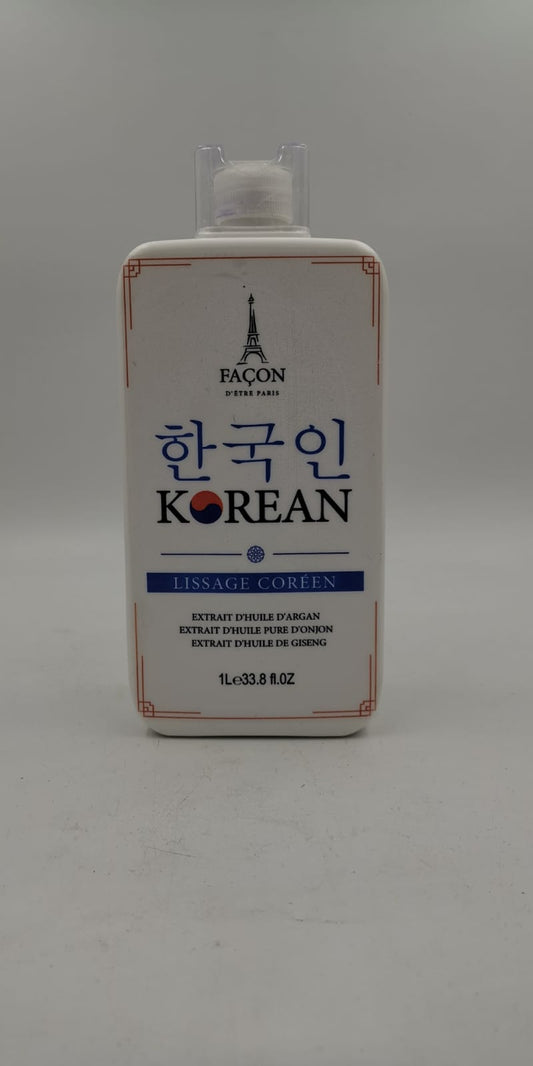 FAÇON
D'ÊTRE PARIS
한국인
KOREAN
LISSAGE CORÉEN
EXTRAIT D'HUILE D'ARGAN
EXTRAIT D'HUILE PURE D'ONJON
EXTRAIT D'HUILE DE GISENG
1Le33.8 fl.OZ